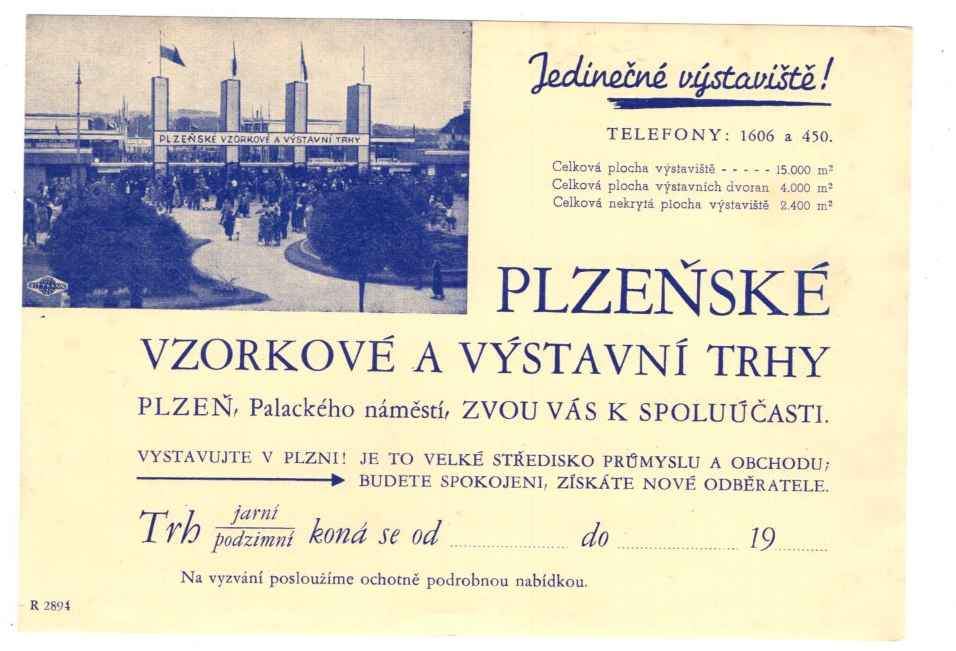 PLZEŇSKÉ VZORKOVÉ A VÝSTAVNÍ TRHY
Jedinečné výstaviště!
TELEFONY: 1606 a 450.
Celková plocha výstaviště - - - - - 15.000 m²
Celková plocha výstavních dvoran 4.000 m²
Celková nekrytá plocha výstaviště 2.400 m²
PLZEŇSKÉ
VZORKOVÉ A VÝSTAVNÍ TRHY
PLZEŇ, Palackého náměstí, ZVOU VÁS K SPOLUÚČASTI.
VYSTAVUJTE V PLZNI! JE TO VELKÉ STŘEDISKO PRŮMYSLU A OBCHODU;
BUDETE SPOKOJENI, ZÍSKÁTE NOVÉ ODBĚRATELE.
Trh jarní
podzimní koná se od ........ do ........ 19 ........
Na vyzvání posloužíme ochotně podrobnou nabídkou.
R 2894